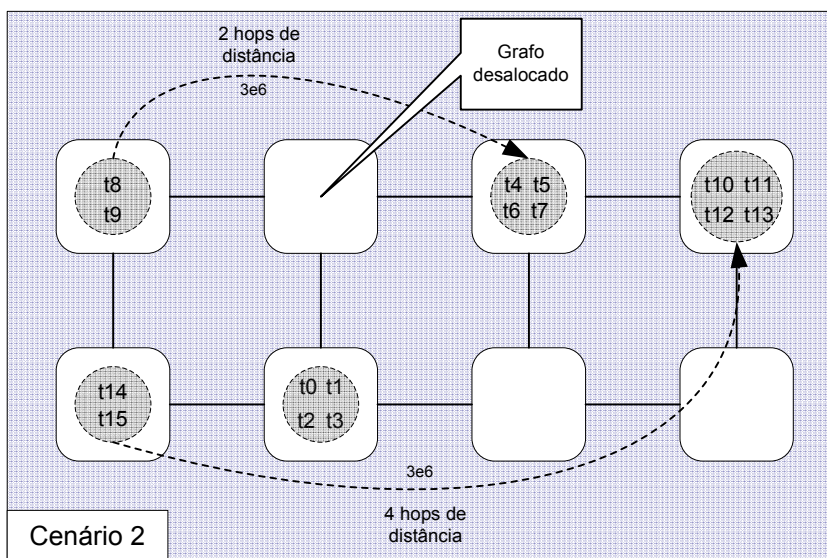 2 hops de
distância
3e6
Grafo
desalocado
t8
t9
t4 t5
t6 t7
t10 t11
t12 t13
t14
t15
t0 t1
t2 t3
3e6
4 hops de
distância
Cenário 2